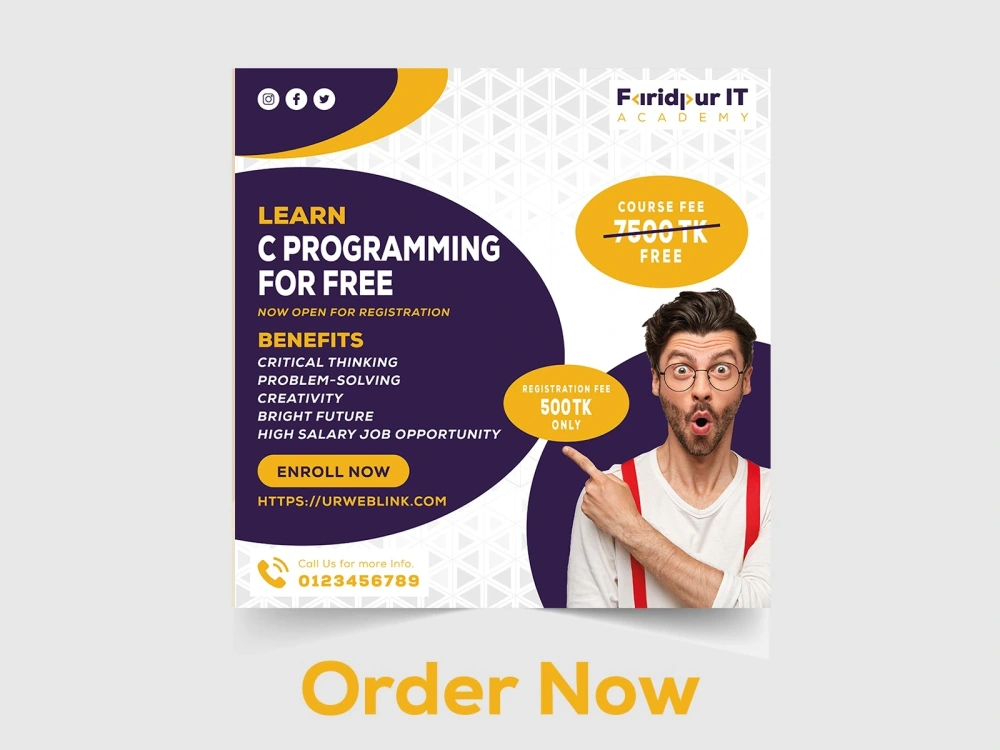 Faridpur IT
ACADEMY
COURSE FEE
7500 TK
FREE
LEARN
C PROGRAMMING
FOR FREE
NOW OPEN FOR REGISTRATION
BENEFITS
CRITICAL THINKING
PROBLEM-SOLVING
CREATIVITY
BRIGHT FUTURE
HIGH SALARY JOB OPPORTUNITY
REGISTRATION FEE
500TK
ONLY
ENROLL NOW
HTTPS://URWEBLINK.COM
Call Us for more Info.
0123456789
Order Now